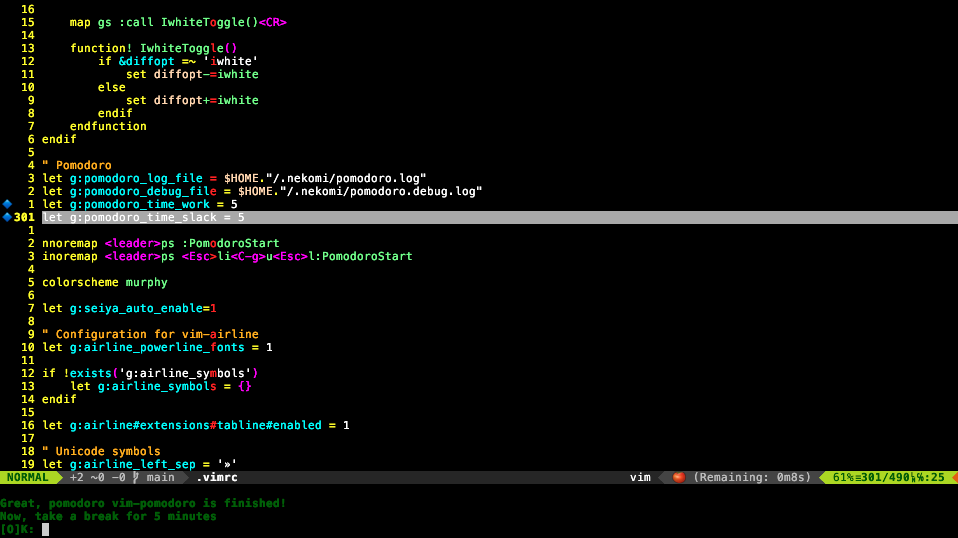 16
15 map gs :call IwhiteToggle()<CR>
14
13 function! IwhiteToggle()
12 if &diffopt =~ 'iwhite'
11 set diffopt-=iwhite
10 else
9 set diffopt+=iwhite
8 endif
7 endfunction
6 endif
5
4 " Pomodoro
3 let g:pomodoro_log_file = $HOME."/.nekomi/pomodoro.log"
2 let g:pomodoro_debug_file = $HOME."/.nekomi/pomodoro.debug.log"
1 let g:pomodoro_time_work = 5
301 let g:pomodoro_time_slack = 5
1
2 nnoremap <leader>ps :PomodoroStart
3 inoremap <leader>ps <Esc>li<C-g>u<Esc>l:PomodoroStart
4
5 colorscheme murphy
6
7 let g:seiya_auto_enable=1
8
9 " Configuration for vim-airline
10 let g:airline_powerline_fonts = 1
11
12 if !exists('g:airline_symbols')
13 let g:airline_symbols = {}
14 endif
15
16 let g:airline#extensions#tabline#enabled = 1
17
18 " Unicode symbols
19 let g:airline_left_sep = '»'
NORMAL +2 ~0 -0 main .vimrc vim (Remaining: 0m8s) 61% 301/490 :25
Great, pomodoro vim-pomodoro is finished!
Now, take a break for 5 minutes
[O]K: